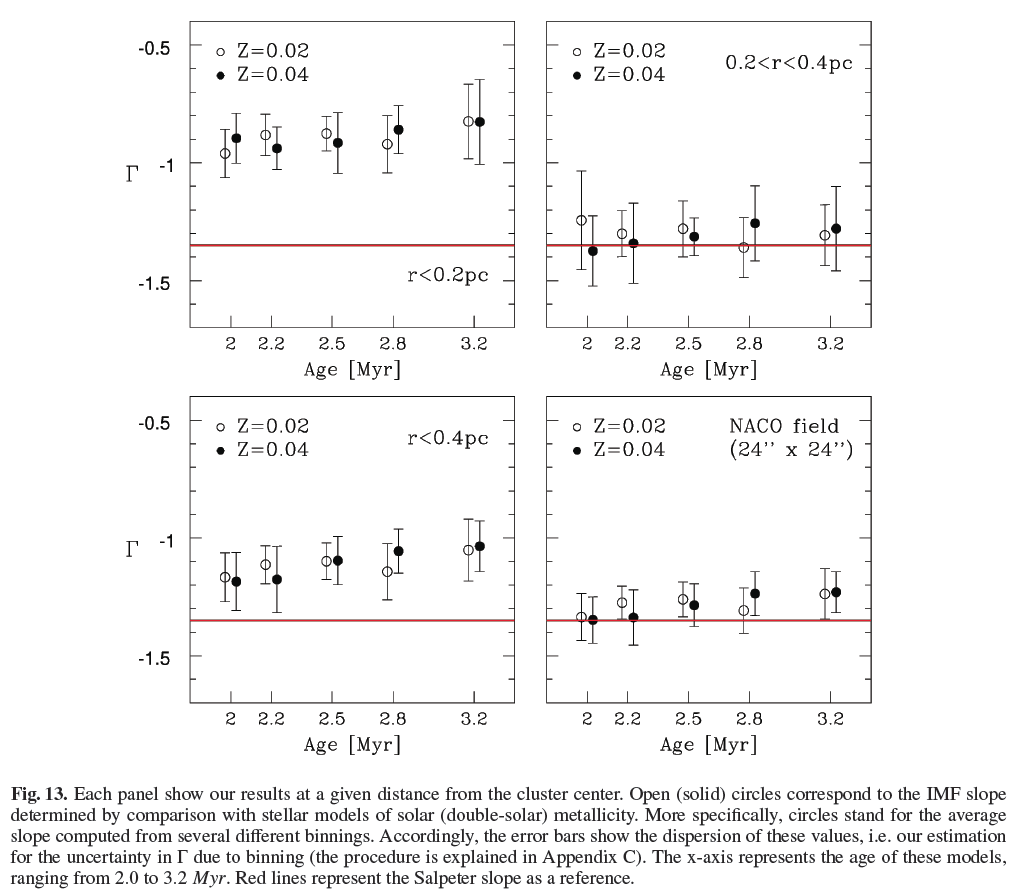 -0.5
○ Z=0.02
● Z=0.04
Γ
-1
-1.5
r<0.2pc
2 2.2 2.5 2.8 3.2
Age [Myr]
○ Z=0.02
● Z=0.04
0.2<r<0.4pc
2 2.2 2.5 2.8 3.2
Age [Myr]
-0.5
○ Z=0.02
● Z=0.04
r<0.4pc
Γ
-1
-1.5
2 2.2 2.5 2.8 3.2
Age [Myr]
○ Z=0.02
● Z=0.04
NACO field
(24'' x 24'')
2 2.2 2.5 2.8 3.2
Age [Myr]
Fig. 13. Each panel show our results at a given distance from the cluster center. Open (solid) circles correspond to the IMF slope
determined by comparison with stellar models of solar (double-solar) metallicity. More specifically, circles stand for the average
slope computed from several different binnings. Accordingly, the error bars show the dispersion of these values, i.e. our estimation
for the uncertainty in Γ due to binning (the procedure is explained in Appendix C). The x-axis represents the age of these models,
ranging from 2.0 to 3.2 Myr. Red lines represent the Salpeter slope as a reference.